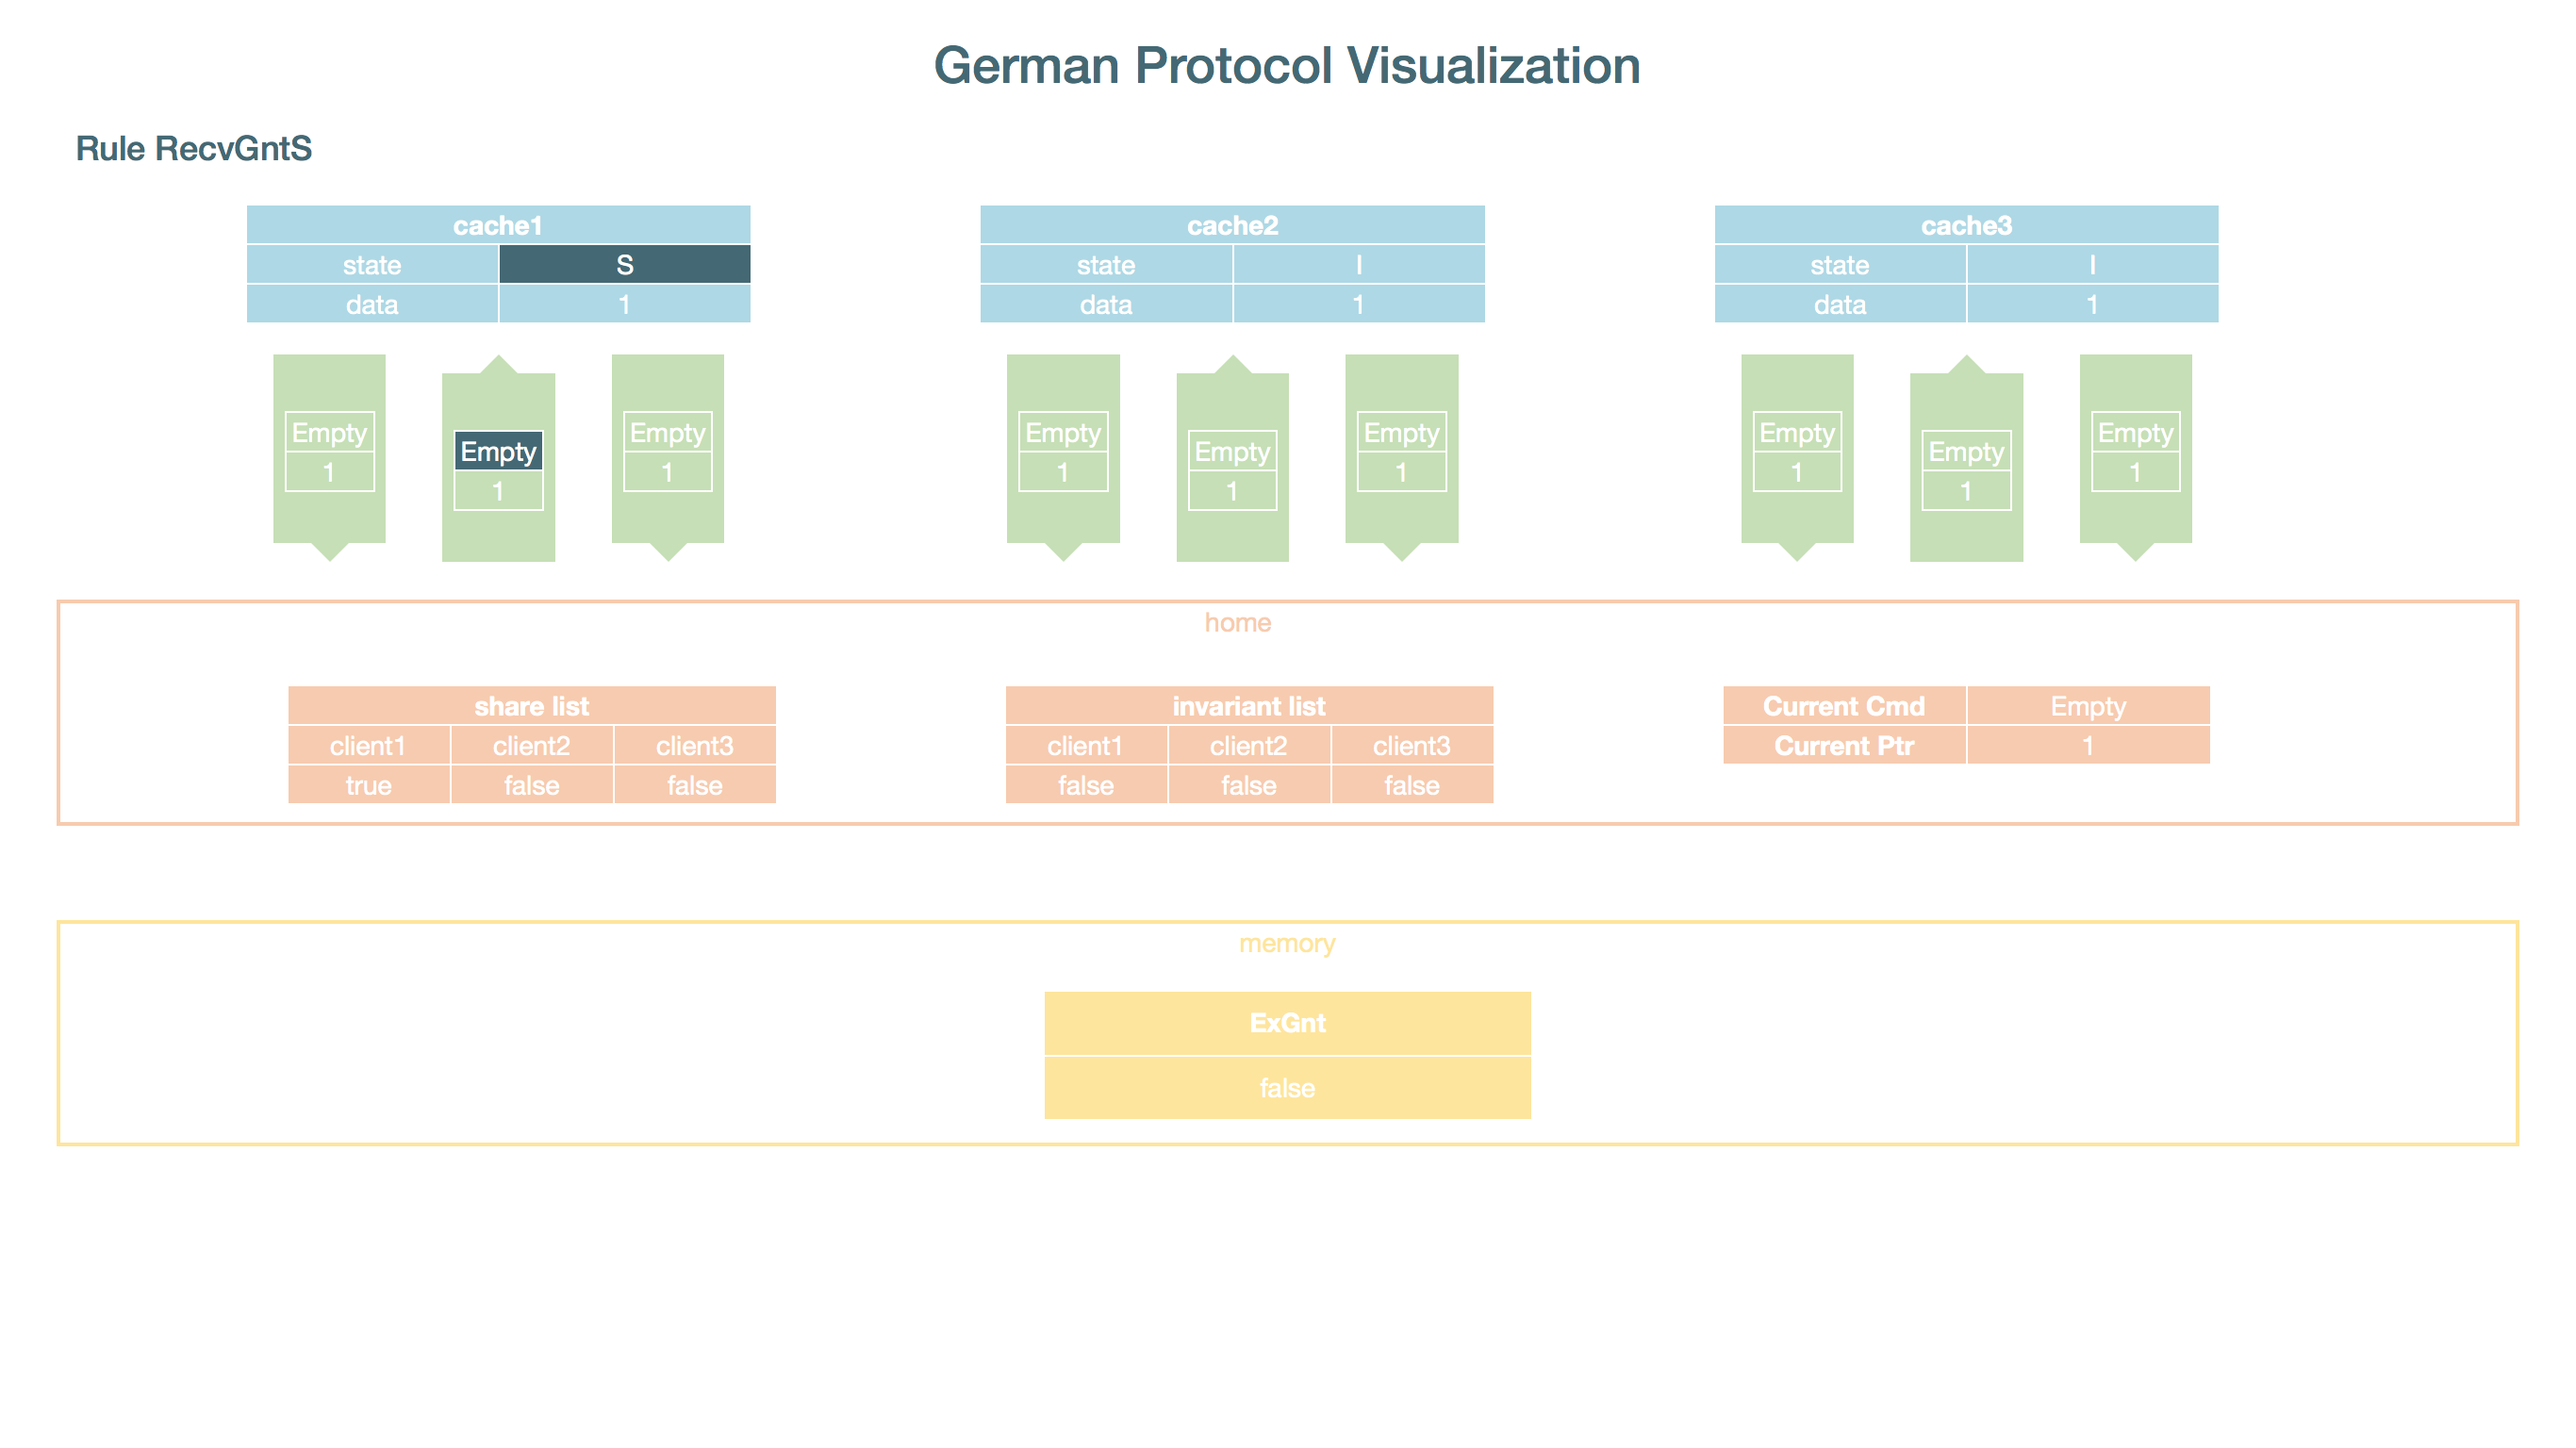 German Protocol Visualization
Rule RecvGntS
cache1 cache2 cache3
state S state I state I
data 1 data 1 data 1
Empty Empty Empty Empty Empty Empty
Empty Empty Empty
1 1 1 1 1 1
1 1 1
home
share list invariant list Current Cmd Empty
client1 client2 client3 client1 client2 client3 Current Ptr 1
true false false false false false
memory
ExGnt
false